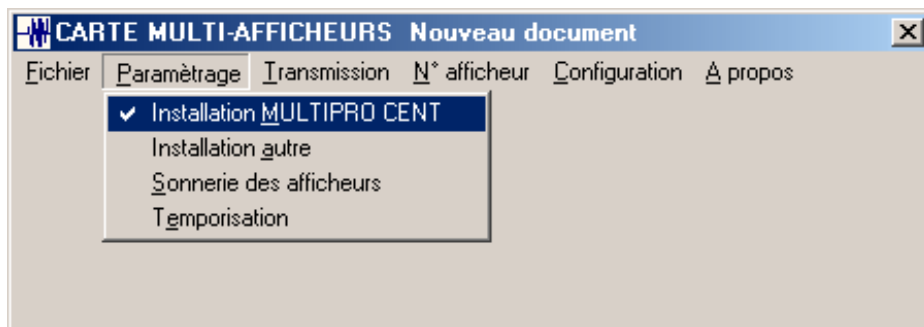 CARTE MULTI-AFFICHEURS Nouveau document
Fichier Paramètrage Transmission N° afficheur Configuration A propos
Installation MULTIPRO CENT
Installation autre
Sonnerie des afficheurs
Temporisation